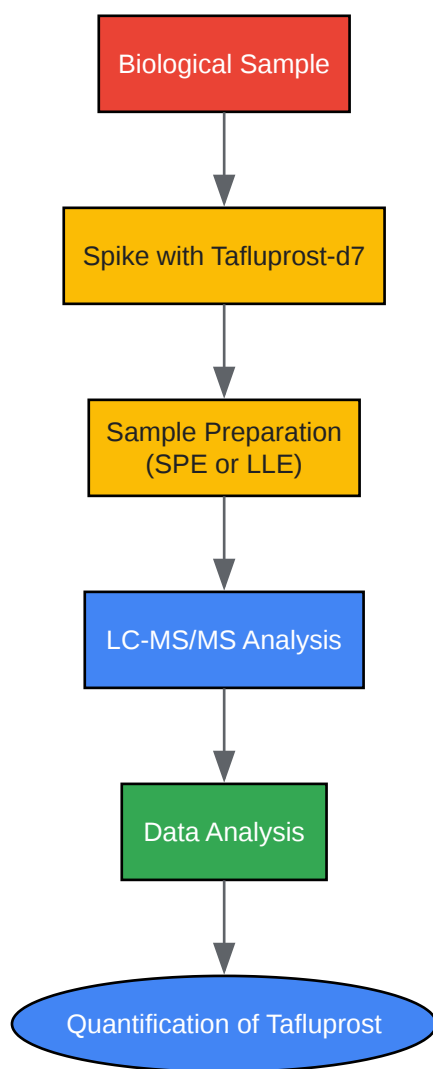 Biological Sample
Spike with Tafluprost-d7
Sample Preparation
(SPE or LLE)
LC-MS/MS Analysis
Data Analysis
Quantification of Tafluprost